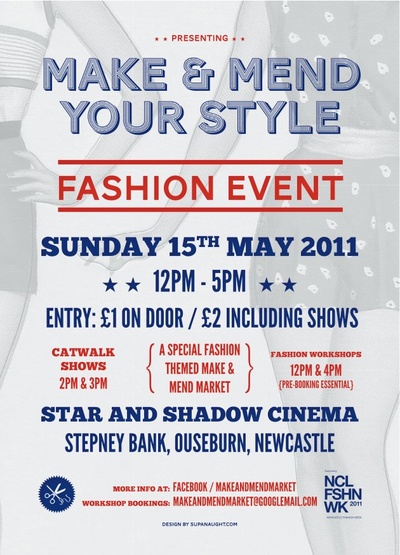 ★ ★ PRESENTING ★ ★
MAKE & MEND
YOUR STYLE
FASHION EVENT
SUNDAY 15TH MAY 2011
★ ★ 12PM - 5PM ★ ★
ENTRY: £1 ON DOOR / £2 INCLUDING SHOWS
CATWALK
SHOWS
2PM & 3PM
{ A SPECIAL FASHION
THEMED MAKE &
MEND MARKET }
FASHION WORKSHOPS
12PM & 4PM
{PRE-BOOKING ESSENTIAL}
STAR AND SHADOW CINEMA
STEPNEY BANK, OUSEBURN, NEWCASTLE
MORE INFO AT: FACEBOOK / MAKEANDMENDMARKET
WORKSHOP BOOKINGS: MAKEANDMENDMARKET@GOOGLEMAIL.COM
DESIGN BY SUPANAUGHT.COM
NCL
FSHN
WK 2011